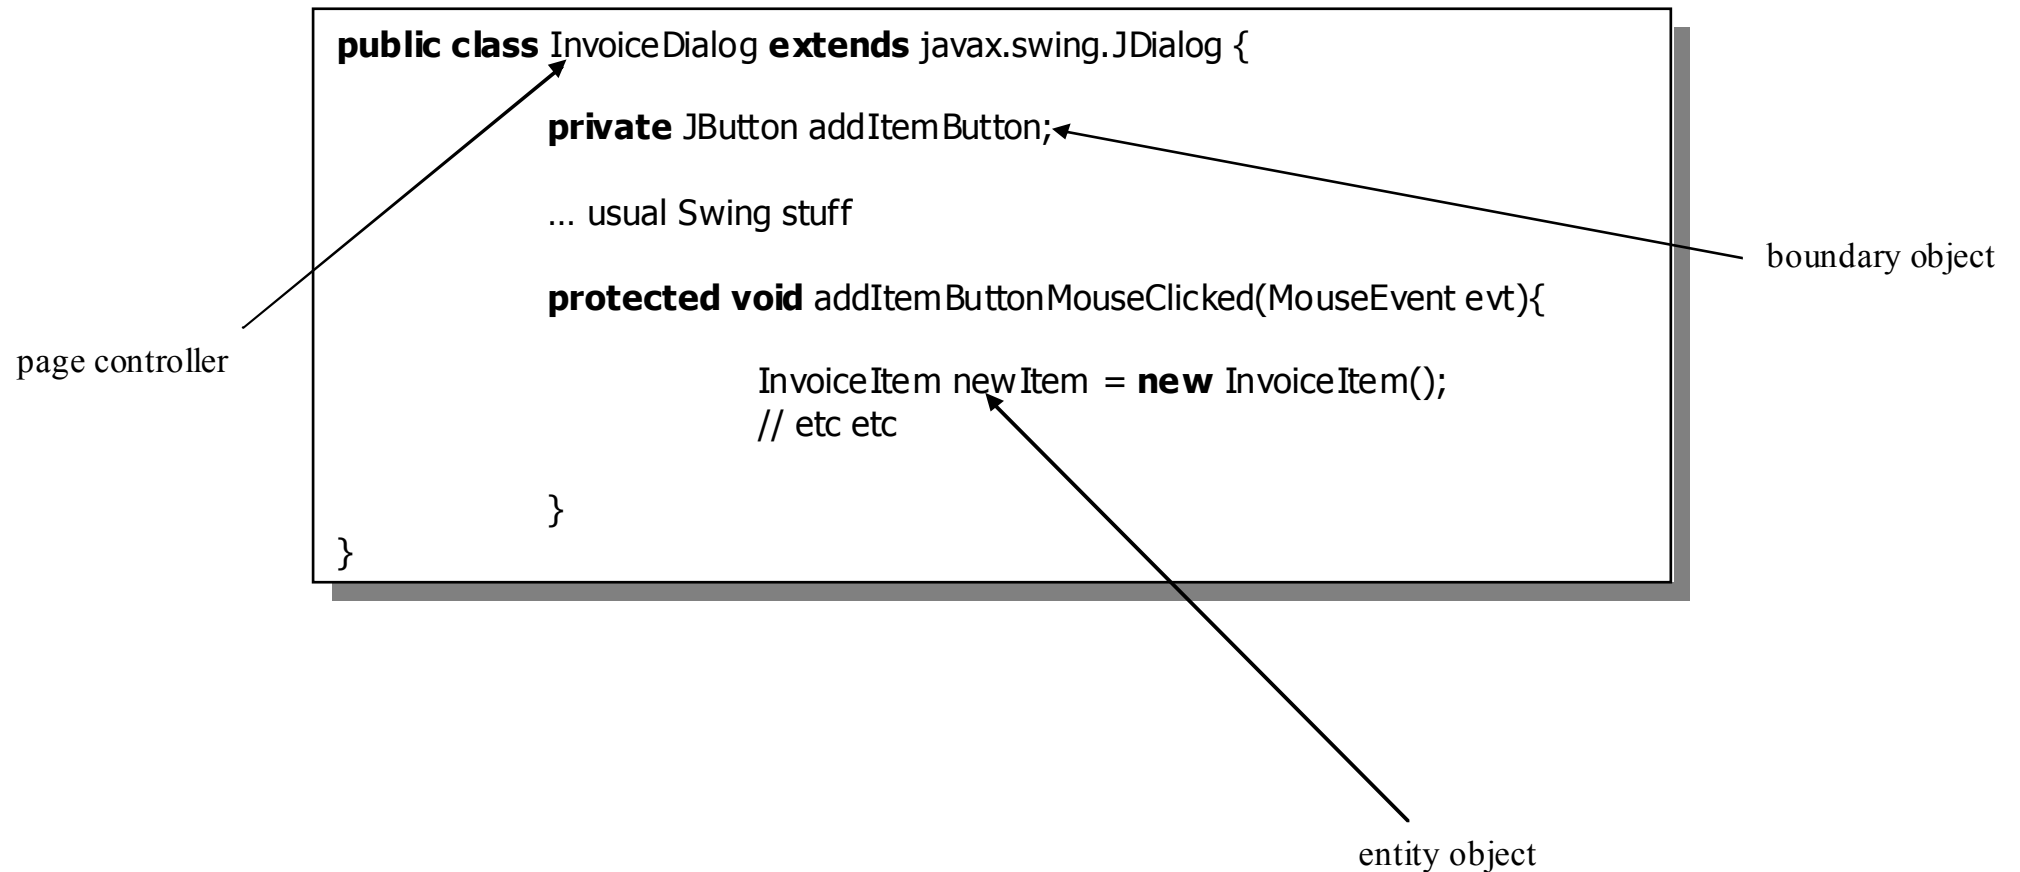 public class InvoiceDialog extends javax.swing.JDialog {
private JButton addItemButton;
... usual Swing stuff
boundary object
protected void addItemButtonMouseClicked(MouseEvent evt){
page controller
InvoiceItem newItem = new InvoiceItem();
// etc etc
}
}
entity object